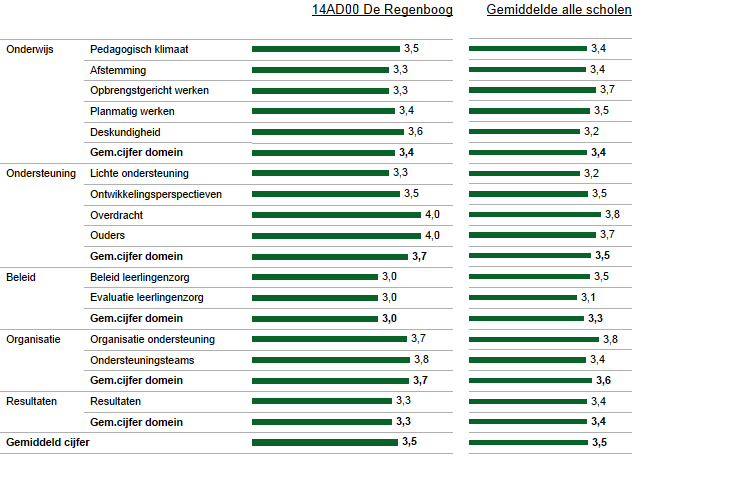 14AD00 De Regenboog Gemiddelde alle scholen
Onderwijs Pedagogisch klimaat 3,5 3,4
Afstemming 3,3 3,4
Opbrengstgericht werken 3,3 3,7
Planmatig werken 3,4 3,5
Deskundigheid 3,6 3,2
Gem.cijfer domein 3,4 3,4
Ondersteuning Lichte ondersteuning 3,3 3,2
Ontwikkelingsperspectieven 3,5 3,5
Overdracht 4,0 3,8
Ouders 4,0 3,7
Gem.cijfer domein 3,7 3,5
Beleid Beleid leerlingenzorg 3,0 3,5
Evaluatie leerlingenzorg 3,0 3,1
Gem.cijfer domein 3,0 3,3
Organisatie Organisatie ondersteuning 3,7 3,8
Ondersteuningsteams 3,8 3,4
Gem.cijfer domein 3,7 3,6
Resultaten Resultaten 3,3 3,4
Gem.cijfer domein 3,3 3,4
Gemiddeld cijfer 3,5 3,5